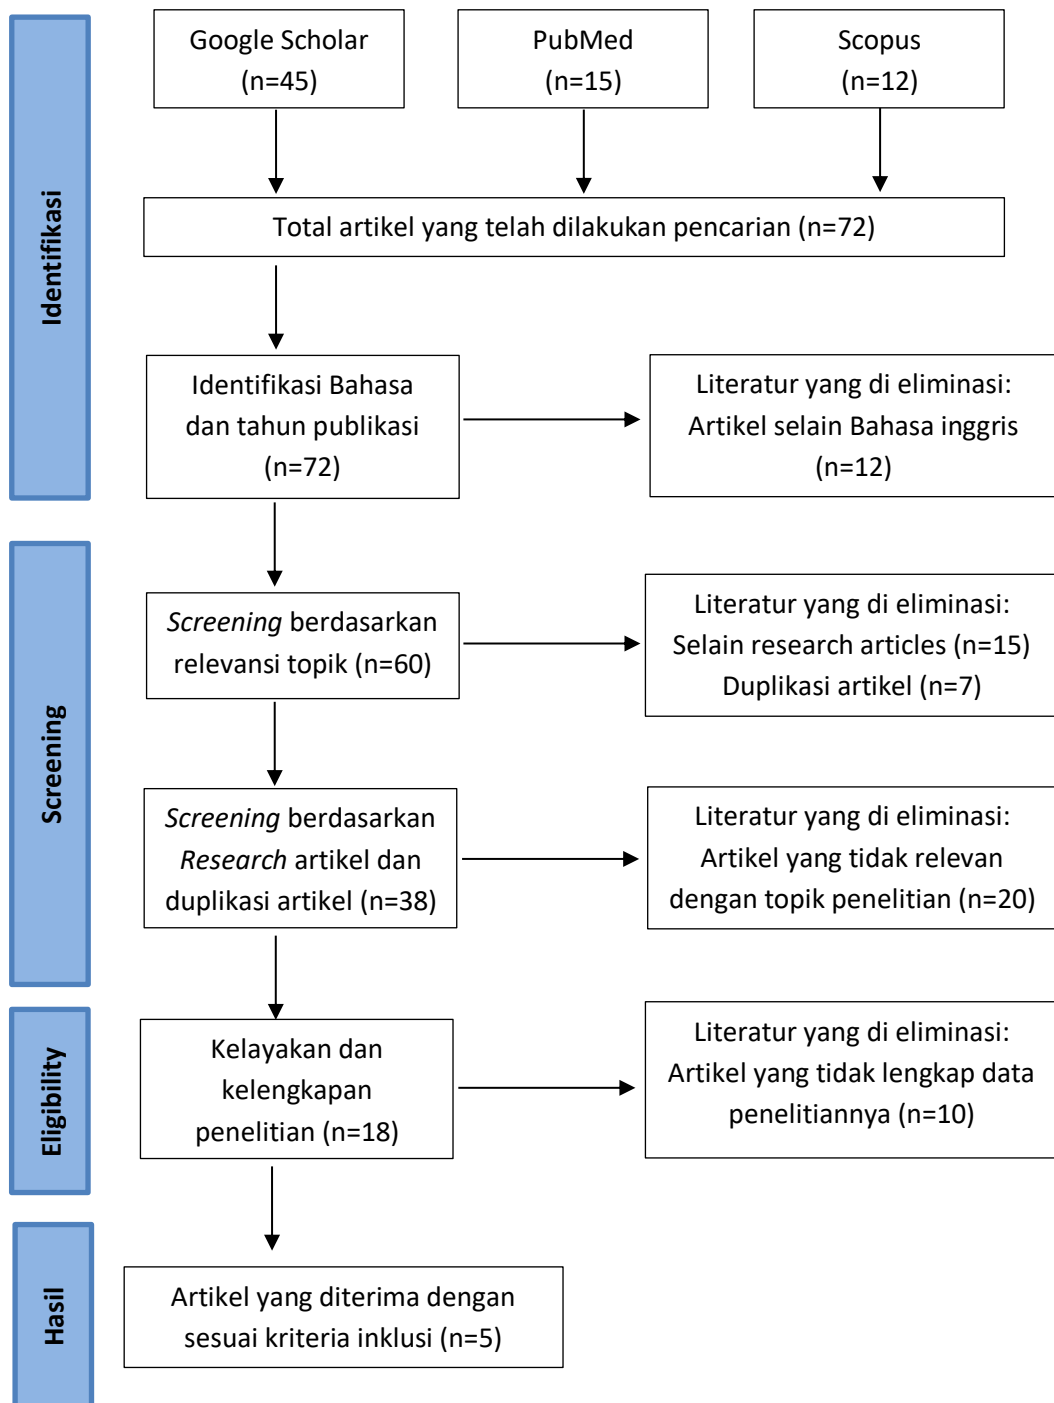 Identifikasi
Google Scholar
(n=45)
PubMed
(n=15)
Scopus
(n=12)
Total artikel yang telah dilakukan pencarian (n=72)
Identifikasi Bahasa
dan tahun publikasi
(n=72)
Literatur yang di eliminasi:
Artikel selain Bahasa inggris
(n=12)
Screening
Screening berdasarkan
relevansi topik (n=60)
Literatur yang di eliminasi:
Selain research articles (n=15)
Duplikasi artikel (n=7)
Screening berdasarkan
Research artikel dan
duplikasi artikel (n=38)
Literatur yang di eliminasi:
Artikel yang tidak relevan
dengan topik penelitian (n=20)
Eligibility
Kelayakan dan
kelengkapan
penelitian (n=18)
Literatur yang di eliminasi:
Artikel yang tidak lengkap data
penelitiannya (n=10)
Hasil
Artikel yang diterima dengan
sesuai kriteria inklusi (n=5)